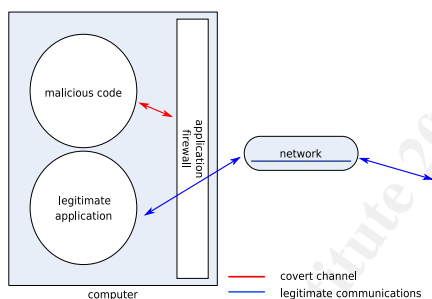 malicious code
application
firewall
legitimate
application
network
computer
covert channel
legitimate communications